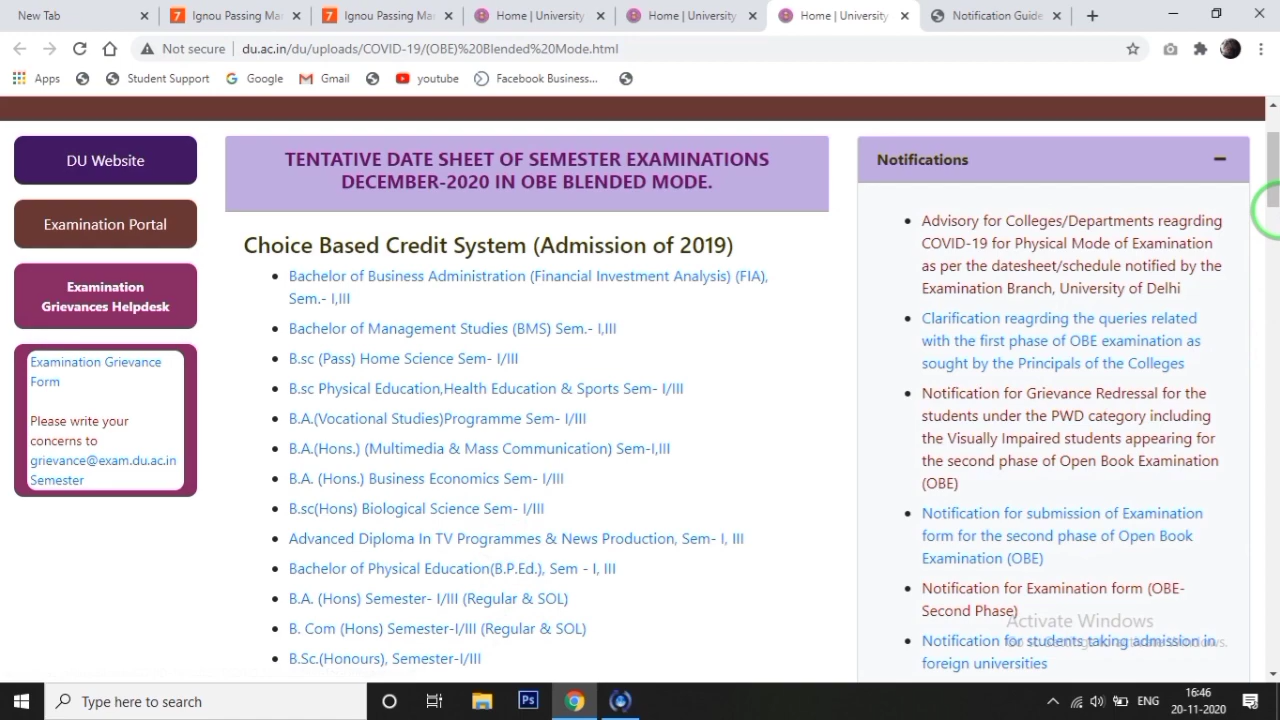 New Tab
Ignou Passing Ma
Ignou Passing Ma
Home | University
Home | University
Home | University
Notification Guide
Not secure
du.ac.in/du/uploads/COVID-19/(OBE)%20Blended%20Mode.html
Apps
Student Support
Google
Gmail
youtube
Facebook Business...
DU Website
Examination Portal
Examination
Grievances Helpdesk
Examination Grievance
Form
Please write your
concerns to
grievance@exam.du.ac.in
Semester
TENTATIVE DATE SHEET OF SEMESTER EXAMINATIONS
DECEMBER-2020 IN OBE BLENDED MODE.
Choice Based Credit System (Admission of 2019)
Bachelor of Business Administration (Financial Investment Analysis) (FIA),
Sem.- I,III
Bachelor of Management Studies (BMS) Sem.- I,III
B.sc (Pass) Home Science Sem- I/III
B.sc Physical Education,Health Education & Sports Sem- I/III
B.A.(Vocational Studies)Programme Sem- I/III
B.A.(Hons.) (Multimedia & Mass Communication) Sem-I,III
B.A. (Hons.) Business Economics Sem- I/III
B.sc(Hons) Biological Science Sem- I/III
Advanced Diploma In TV Programmes & News Production, Sem- I, III
Bachelor of Physical Education(B.P.Ed.), Sem - I, III
B.A. (Hons) Semester- I/III (Regular & SOL)
B. Com (Hons) Semester-I/III (Regular & SOL)
B.Sc.(Honours), Semester-I/III
Notifications
Advisory for Colleges/Departments reagrding
COVID-19 for Physical Mode of Examination
as per the datesheet/schedule notified by the
Examination Branch, University of Delhi
Clarification reagrding the queries related
with the first phase of OBE examination as
sought by the Principals of the Colleges
Notification for Grievance Redressal for the
students under the PWD category including
the Visually Impaired students appearing for
the second phase of Open Book Examination
(OBE)
Notification for submission of Examination
form for the second phase of Open Book
Examination (OBE)
Notification for Examination form (OBE-
Second Phase)
Activate Windows
Notification for students taking admission in
foreign universities
Type here to search
Ps
ENG
16:46
20-11-2020